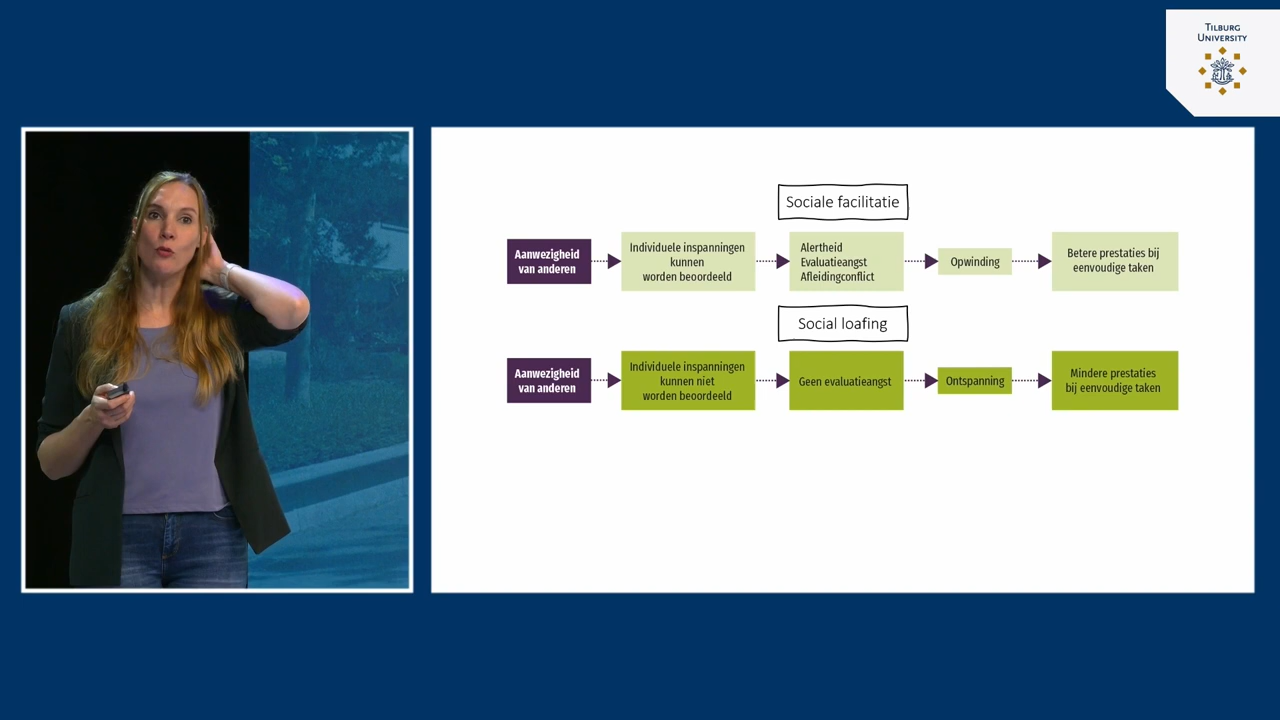 TILBURG
UNIVERSITY
Sociale facilitatie
Aanwezigheid
van anderen
Individuele inspanningen
kunnen
worden beoordeeld
Alertheid
Evaluatieangst
Afleidingconflict
Opwinding
Betere prestaties bij
eenvoudige taken
Social loafing
Aanwezigheid
van anderen
Individuele inspanningen
kunnen niet
worden beoordeeld
Geen evaluatieangst
Ontspanning
Mindere prestaties
bij eenvoudige taken